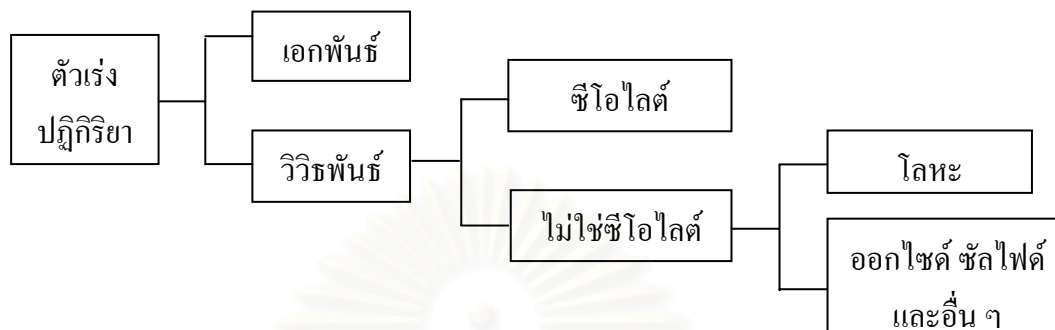 ตัวเร่ง
ปฏิกิริยา
เอกพันธ์
วิวิธพันธ์
ซีโอไลต์
ไม่ใช่ซีโอไลต์
โลหะ
ออกไซด์ ซัลไฟด์
และอื่น ๆ